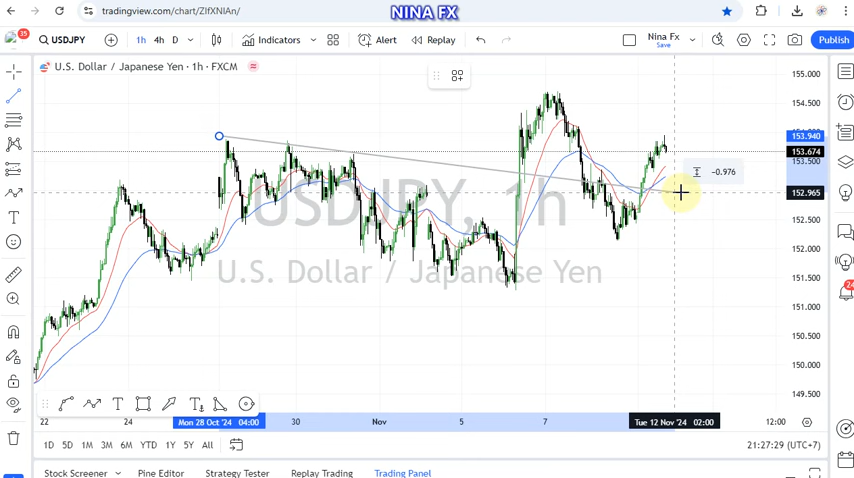 NINA FX
tradingview.com/chart/ZIfXNIAn/
35
USDJPY
1h 4h D
Indicators
Alert
Replay
Nina Fx
Save
Publish
U.S. Dollar / Japanese Yen · 1h · FXCM
155.000
154.500
153.940
153.674
153.500
−0.976
152.965
152.500
152.000
151.500
151.000
150.500
150.000
149.500
USDJPY, 1h
U.S. Dollar / Japanese Yen
24
22
24
Mon 28 Oct '24 04:00
30
Nov
5
7
Tue 12 Nov '24 02:00
12:00
1D 5D 1M 3M 6M YTD 1Y 5Y All
21:27:29 (UTC+7)
Stock Screener
Pine Editor
Strategy Tester
Replay Trading
Trading Panel